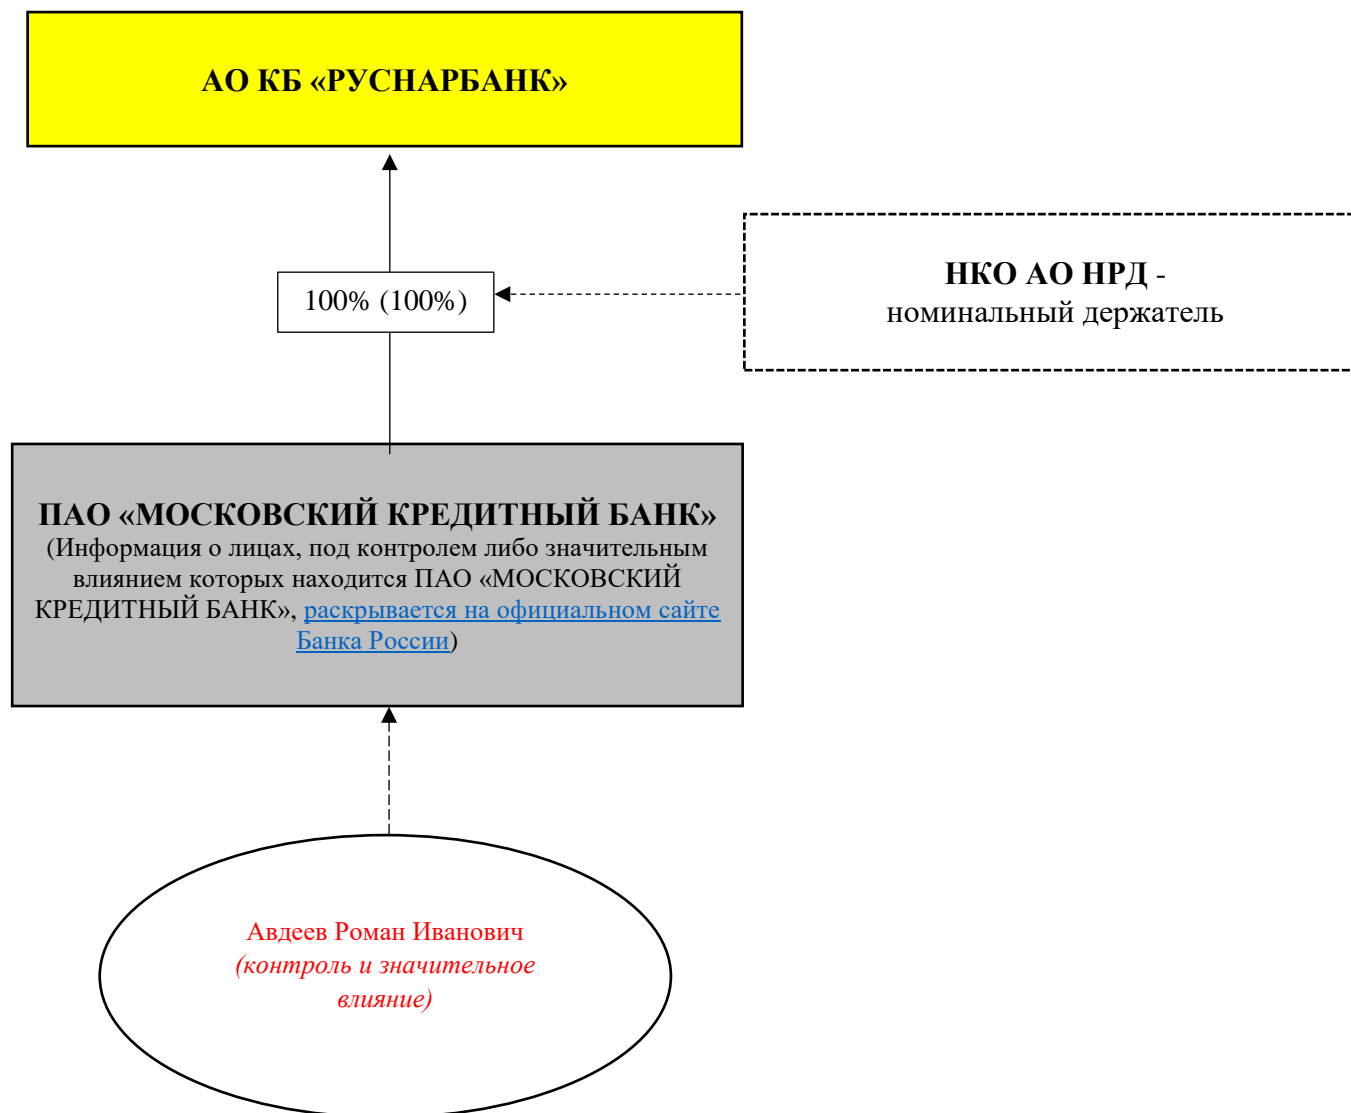 АО КБ «РУСНАРБАНК»
100% (100%)
НКО АО НРД -
номинальный держатель
ПАО «МОСКОВСКИЙ КРЕДИТНЫЙ БАНК»
(Информация о лицах, под контролем либо значительным
влиянием которых находится ПАО «МОСКОВСКИЙ
КРЕДИТНЫЙ БАНК», раскрывается на официальном сайте
Банка России)
Авдеев Роман Иванович
(контроль и значительное
влияние)